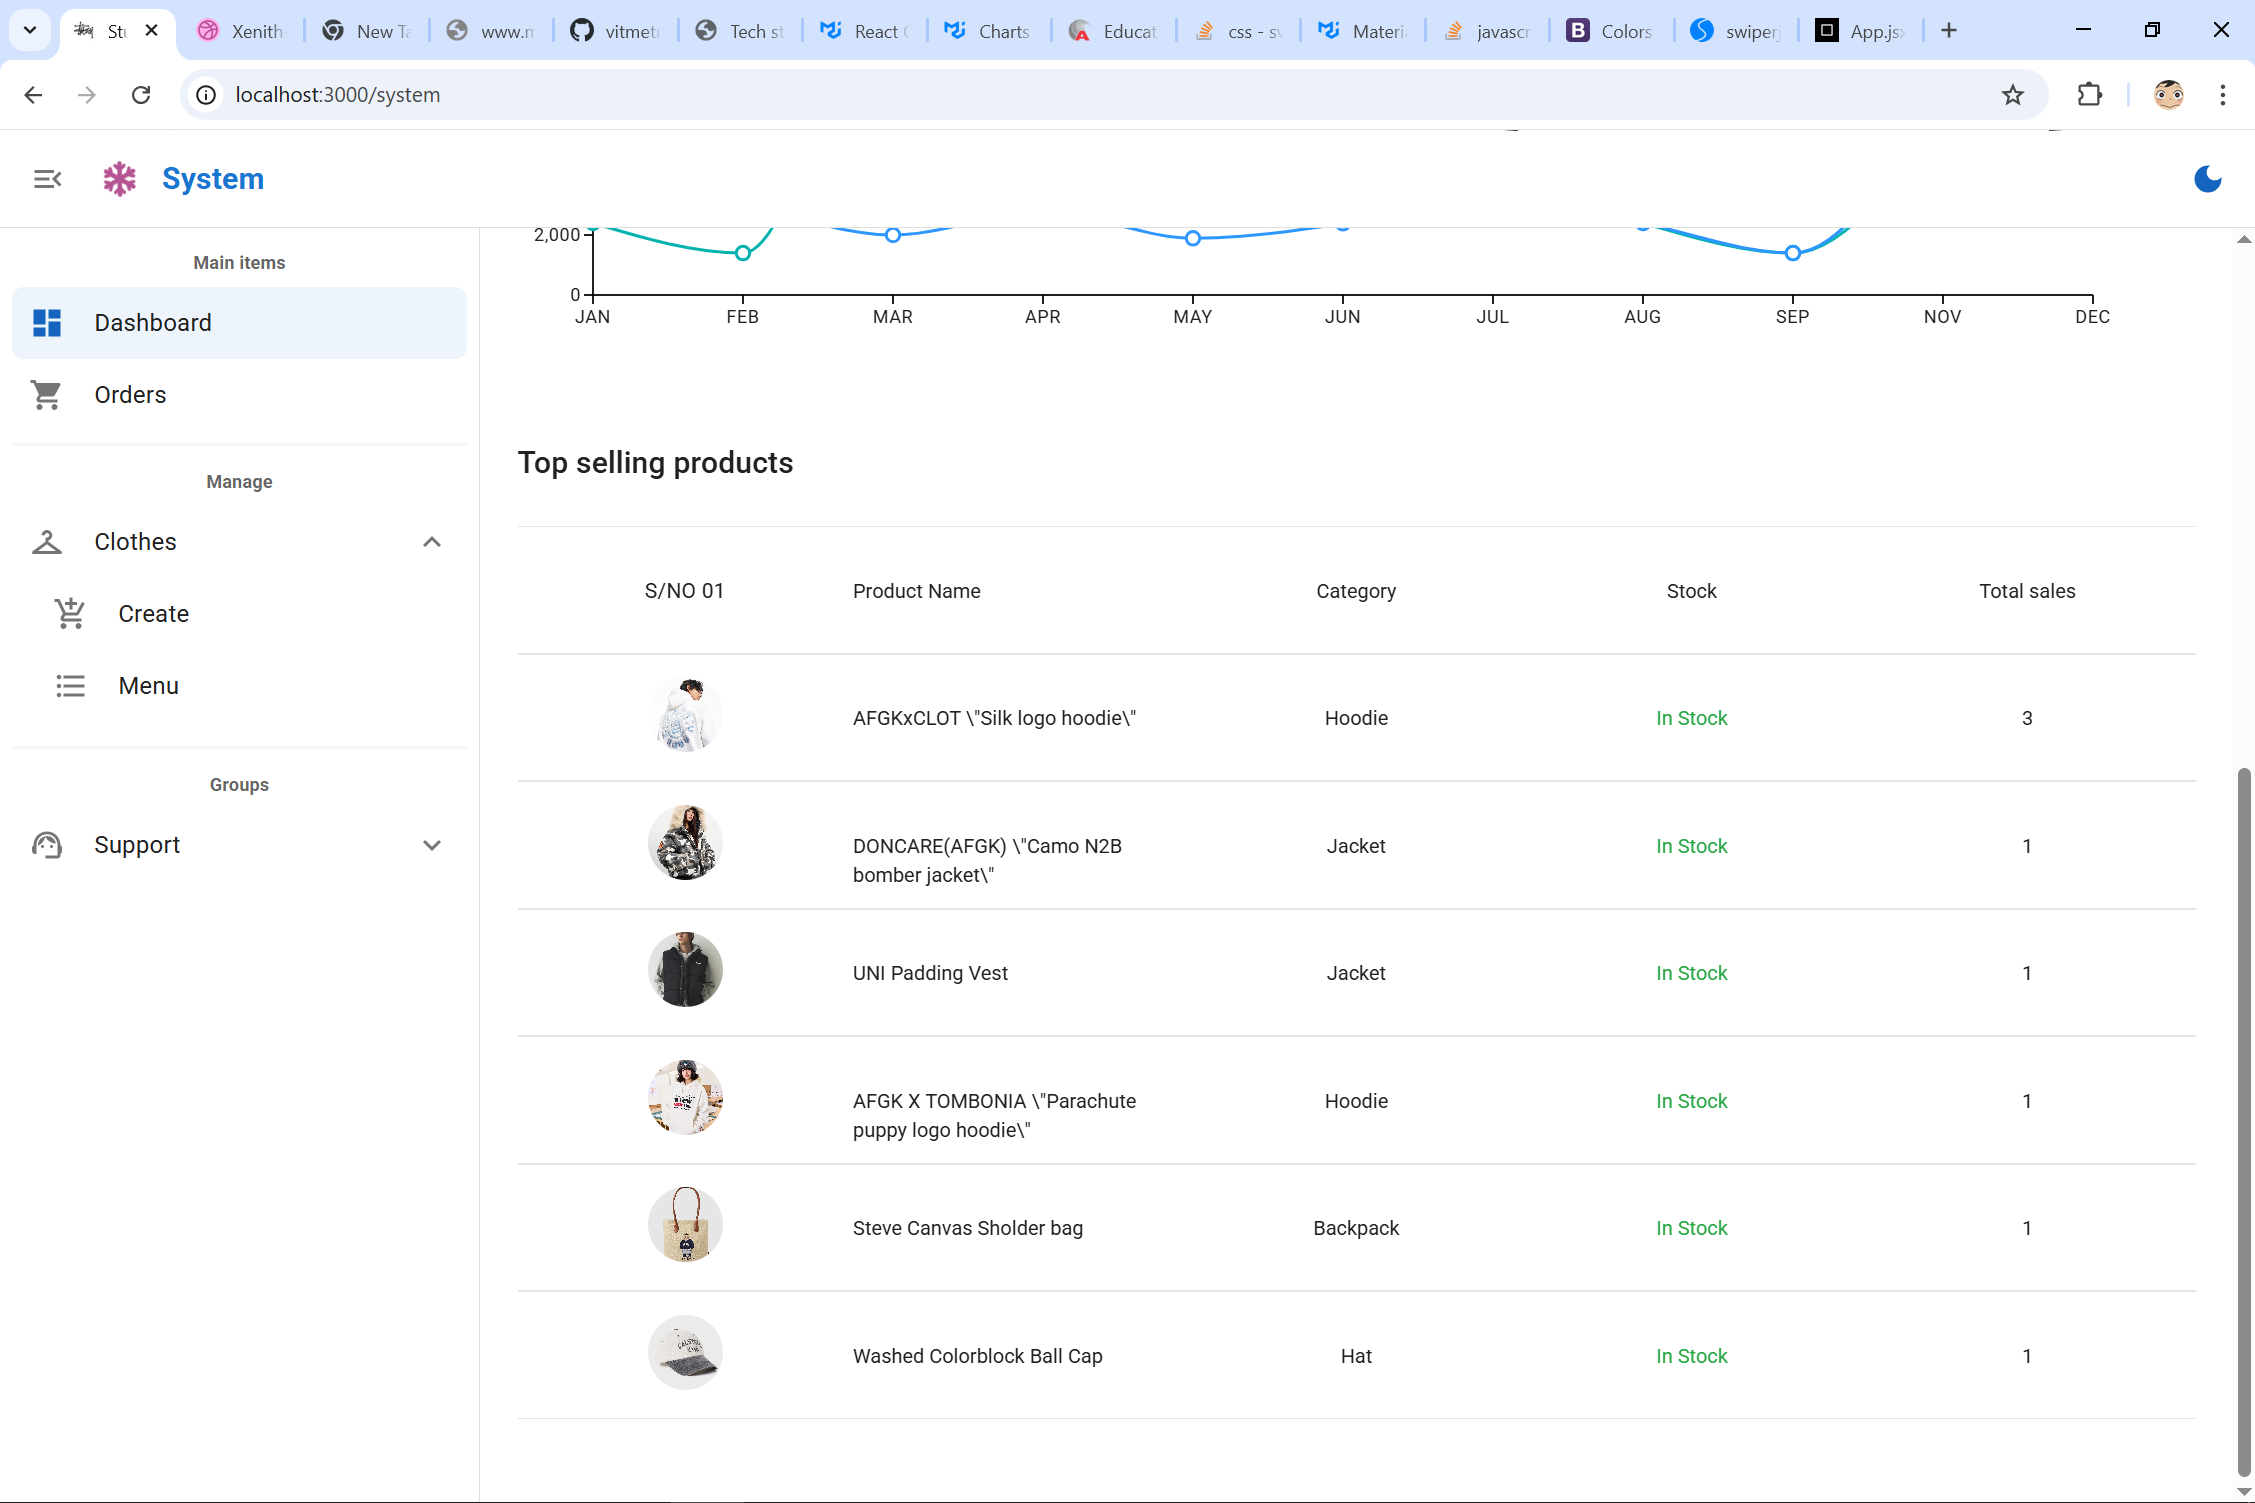 St
Xenith
New Ta
www.m
vitmet
Tech st
React
Charts
Educat
css - sv
Materi
javascr
Colors
swiperj
App.jsx
localhost:3000/system
System
Main items
Dashboard
Orders
Manage
Clothes
Create
Menu
Groups
Support
2,000
0
JAN FEB MAR APR MAY JUN JUL AUG SEP NOV DEC
Top selling products
S/NO 01 Product Name Category Stock Total sales
AFGKxCLOT \"Silk logo hoodie\" Hoodie In Stock 3
DONCARE(AFGK) \"Camo N2B
bomber jacket\" Jacket In Stock 1
UNI Padding Vest Jacket In Stock 1
AFGK X TOMBONIA \"Parachute
puppy logo hoodie\" Hoodie In Stock 1
Steve Canvas Sholder bag Backpack In Stock 1
Washed Colorblock Ball Cap Hat In Stock 1